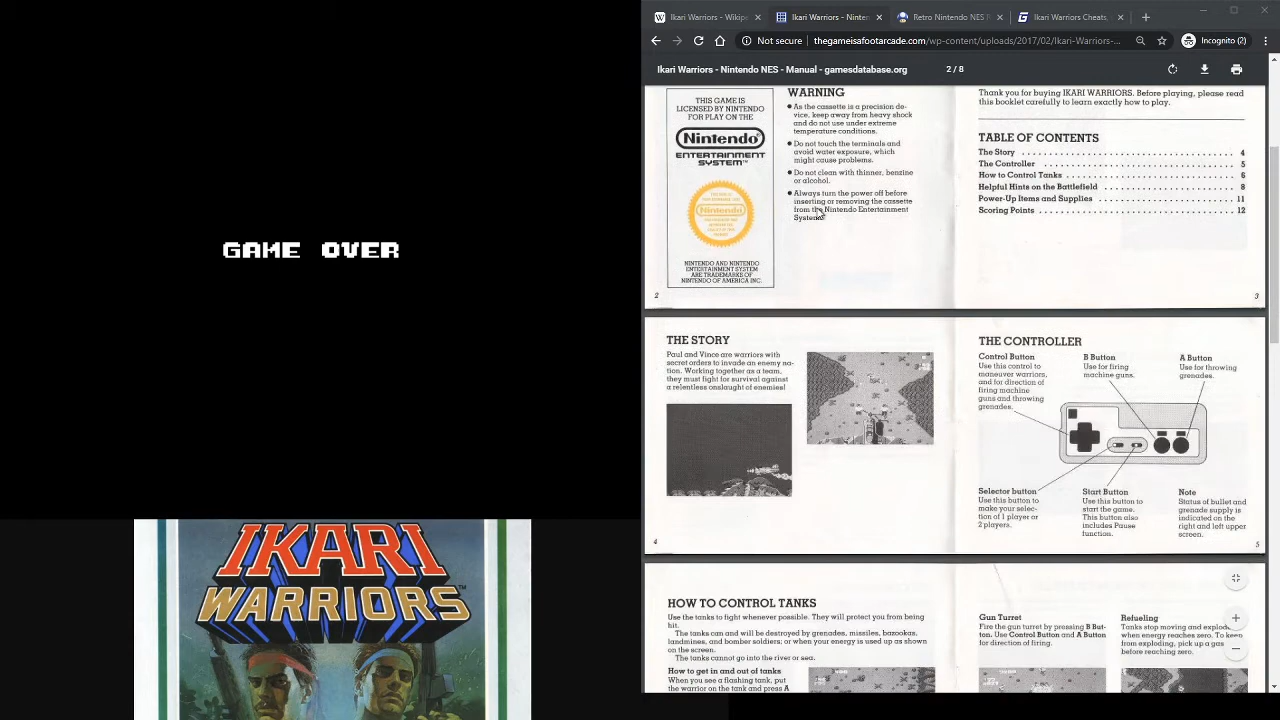 GAME OVER
IKARI
WARRIORS
Ikari Warriors - Wikip
Ikari Warriors - Ninten
Retro Nintendo NES R
Ikari Warriors Cheats,
Not secure
thegameisafootarcade.com/wp-content/uploads/2017/02/Ikari-Warriors-...
Incognito (2)
Ikari Warriors - Nintendo NES - Manual - gamesdatabase.org
2 / 8
THIS GAME IS
LICENSED BY NINTENDO
FOR PLAY ON THE
Nintendo
ENTERTAINMENT
SYSTEM™
Nintendo
NINTENDO AND NINTENDO
ENTERTAINMENT SYSTEM
ARE TRADEMARKS OF
NINTENDO OF AMERICA INC.
2
WARNING
● As the cassette is a precision de-
vice, keep away from heavy shock
and do not use under extreme
temperature conditions.
● Do not touch the terminals and
avoid water exposure, which
might cause problems.
● Do not clean with thinner, benzine
or alcohol.
● Always turn the power off before
inserting or removing the cassette
from the Nintendo Entertainment
System.
Thank you for buying IKARI WARRIORS. Before playing, please read
this booklet carefully to learn exactly how to play.
TABLE OF CONTENTS
The Story . . . . . . . . . . . . . . . . . . . . 4
The Controller . . . . . . . . . . . . . . . . . . . . 5
How to Control Tanks . . . . . . . . . . . . . . . . . . . . 6
Helpful Hints on the Battlefield . . . . . . . . . . . . . . . . . . . . 8
Power-Up Items and Supplies . . . . . . . . . . . . . . . . . . . . 11
Scoring Points . . . . . . . . . . . . . . . . . . . . 12
3
THE STORY
Paul and Vince are warriors with
secret orders to invade an enemy na-
tion. Working together as a team,
they must fight for survival against
a relentless onslaught of enemies!
4
THE CONTROLLER
Control Button
Use this control to
maneuver warriors,
and for direction of
firing machine
guns and throwing
grenades.
B Button
Use for firing
machine guns.
A Button
Use for throwing
grenades.
Selector button
Use this button to
make your selec-
tion of 1 player or
2 players.
Start Button
Use this button to
start the game.
This button also
includes Pause
function.
Note
Status of bullet and
grenade supply is
indicated on the
right and left upper
screen.
5
HOW TO CONTROL TANKS
Use the tanks to fight whenever possible. They will protect you from being
hit.
The tanks can and will be destroyed by grenades, missiles, bazookas,
landmines, and bomber soldiers; or when your energy is used up as shown
on the screen.
The tanks cannot go into the river or sea.
How to get in and out of tanks
When you see a flashing tank, put
the warrior on the tank and press A
Gun Turret
Fire the gun turret by pressing B But-
ton. Use Control Button and A Button
for direction of firing.
Refueling
Tanks stop moving and explode
when energy reaches zero. To keep
from exploding, pick up a gas
before reaching zero.